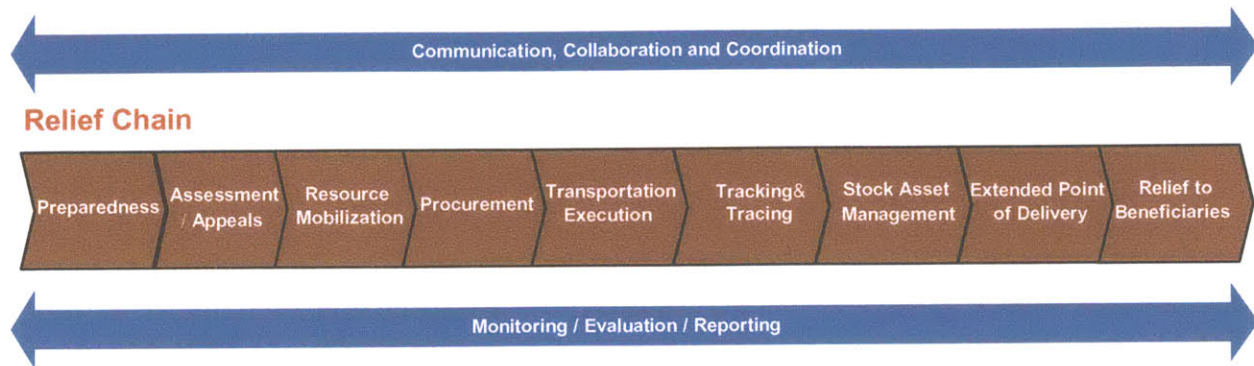 Communication, Collaboration and Coordination
Relief Chain
Preparedness
Assessment
/ Appeals
Resource
Mobilization
Procurement
Transportation
Execution
Tracking&
Tracing
Stock Asset
Management
Extended Point
of Delivery
Relief to
Beneficiaries
Monitoring / Evaluation / Reporting